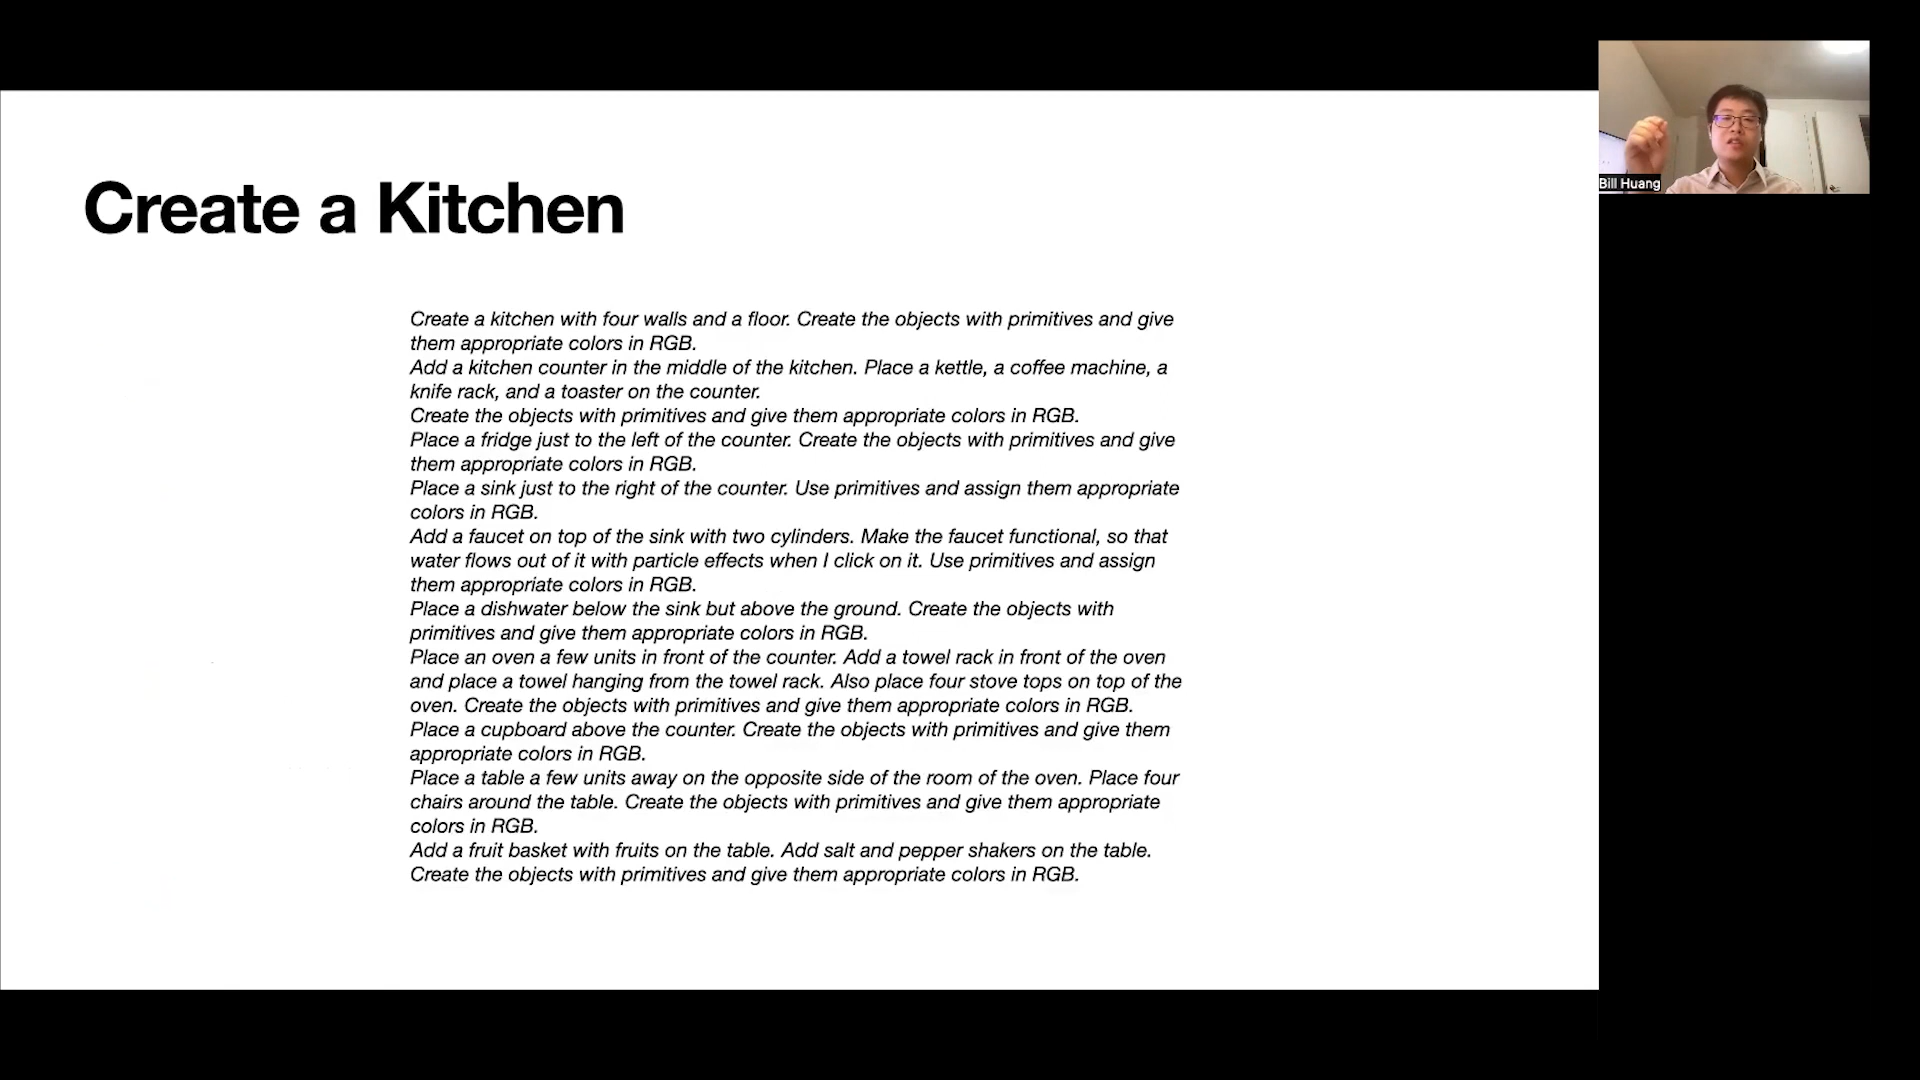 Create a Kitchen
Create a kitchen with four walls and a floor. Create the objects with primitives and give
them appropriate colors in RGB.
Add a kitchen counter in the middle of the kitchen. Place a kettle, a coffee machine, a
knife rack, and a toaster on the counter.
Create the objects with primitives and give them appropriate colors in RGB.
Place a fridge just to the left of the counter. Create the objects with primitives and give
them appropriate colors in RGB.
Place a sink just to the right of the counter. Use primitives and assign them appropriate
colors in RGB.
Add a faucet on top of the sink with two cylinders. Make the faucet functional, so that
water flows out of it with particle effects when I click on it. Use primitives and assign
them appropriate colors in RGB.
Place a dishwater below the sink but above the ground. Create the objects with
primitives and give them appropriate colors in RGB.
Place an oven a few units in front of the counter. Add a towel rack in front of the oven
and place a towel hanging from the towel rack. Also place four stove tops on top of the
oven. Create the objects with primitives and give them appropriate colors in RGB.
Place a cupboard above the counter. Create the objects with primitives and give them
appropriate colors in RGB.
Place a table a few units away on the opposite side of the room of the oven. Place four
chairs around the table. Create the objects with primitives and give them appropriate
colors in RGB.
Add a fruit basket with fruits on the table. Add salt and pepper shakers on the table.
Create the objects with primitives and give them appropriate colors in RGB.
Bill Huang